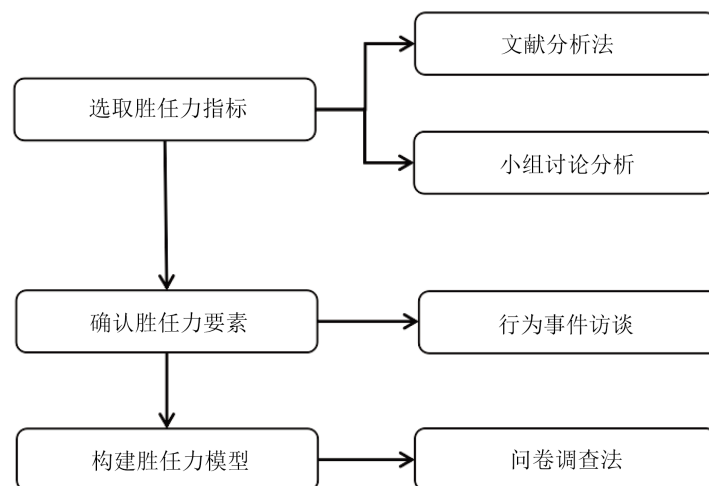 文献分析法
选取胜任力指标
小组讨论分析
确认胜任力要素
行为事件访谈
构建胜任力模型
问卷调查法